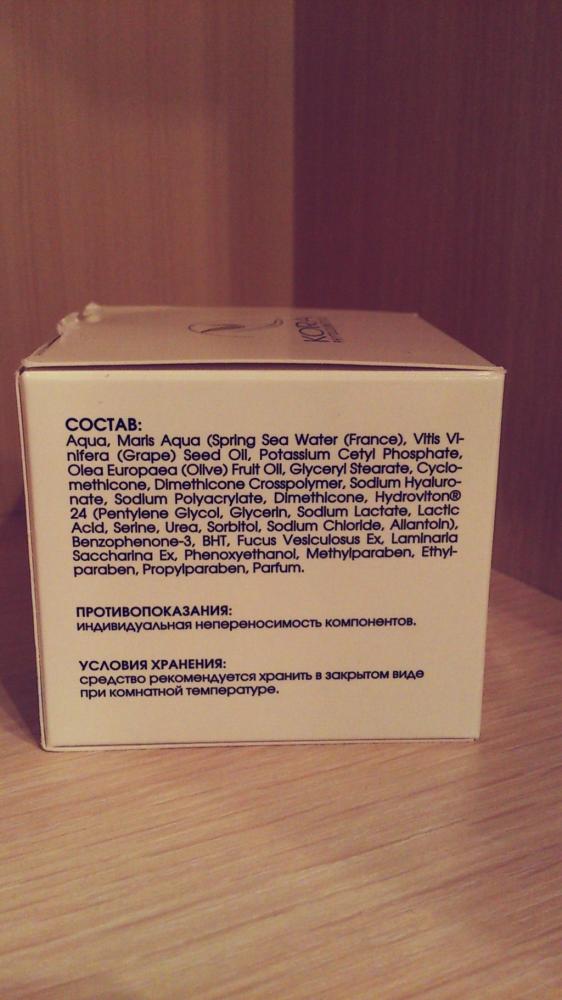 KORA
СОСТАВ:
Aqua, Maris Aqua (Spring Sea Water (France), Vitis Vi-
nifera (Grape) Seed Oil, Potassium Cetyl Phosphate,
Olea Europaea (Olive) Fruit Oil, Glyceryl Stearate, Cyclo-
methicone, Dimethicone Crosspolymer, Sodium Hyaluro-
nate, Sodium Polyacrylate, Dimethicone, Hydroviton®
24 (Pentylene Glycol, Glycerin, Sodium Lactate, Lactic
Acid, Serine, Urea, Sorbitol, Sodium Chloride, Allantoin),
Benzophenone-3, BHT, Fucus Vesiculosus Ex, Laminaria
Saccharina Ex, Phenoxyethanol, Methylparaben, Ethyl-
paraben, Propylparaben, Parfum.
ПРОТИВОПОКАЗАНИЯ:
индивидуальная непереносимость компонентов.
УСЛОВИЯ ХРАНЕНИЯ:
средство рекомендуется хранить в закрытом виде
при комнатной температуре.